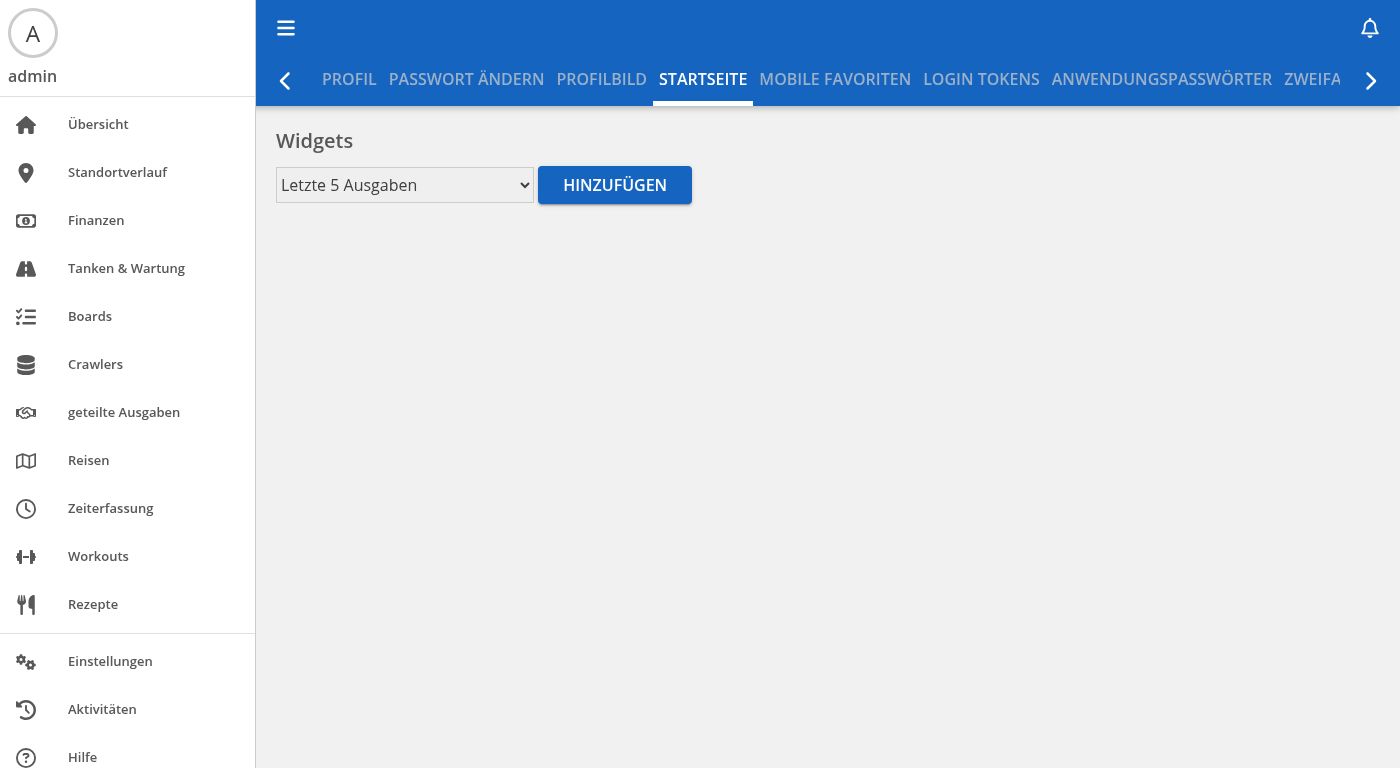 A
admin
Übersicht
Standortverlauf
Finanzen
Tanken & Wartung
Boards
Crawlers
geteilte Ausgaben
Reisen
Zeiterfassung
Workouts
Rezepte
Einstellungen
Aktivitäten
Hilfe
PROFIL PASSWORT ÄNDERN PROFILBILD STARTSEITE MOBILE FAVORITEN LOGIN TOKENS ANWENDUNGSPASSWÖRTER ZWEIFA
Widgets
Letzte 5 Ausgaben HINZUFÜGEN